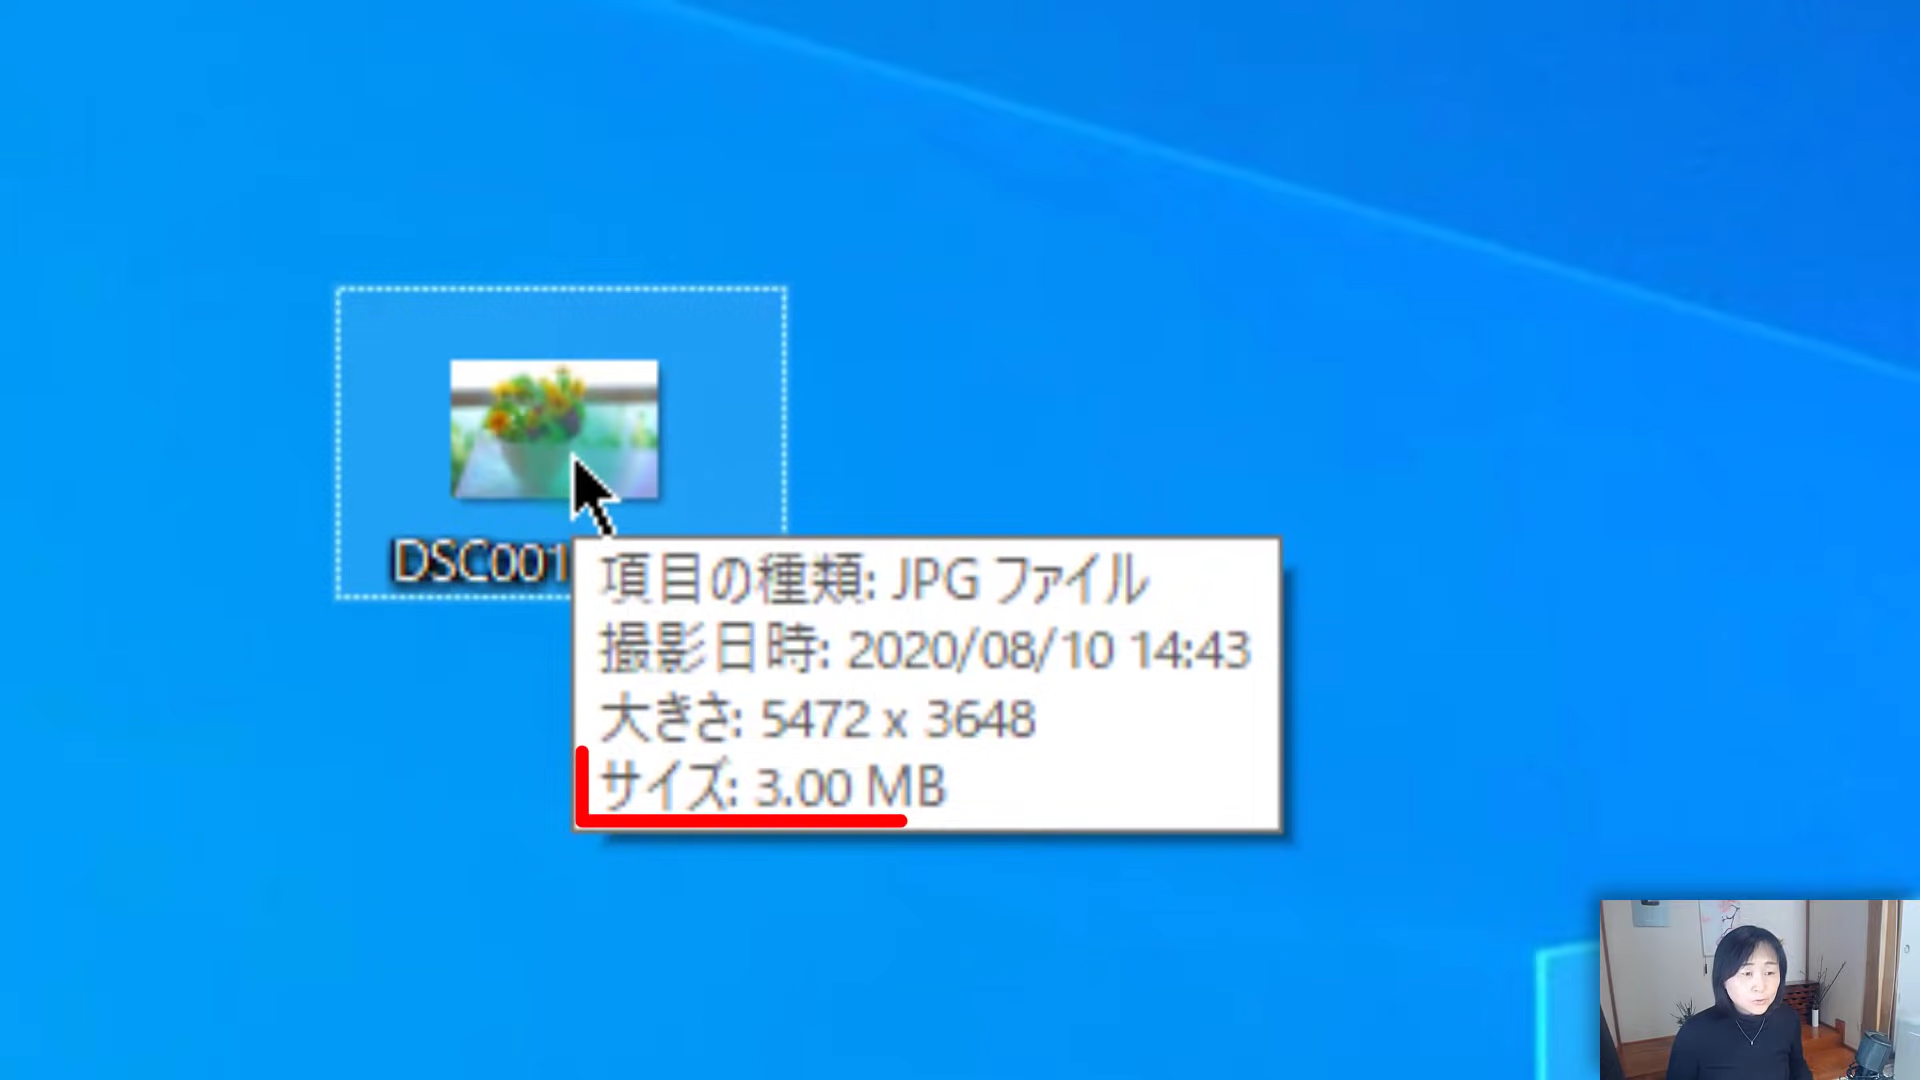 DSC001
項目の種類: JPG ファイル
撮影日時: 2020/08/10 14:43
大きさ: 5472 x 3648
サイズ: 3.00 MB